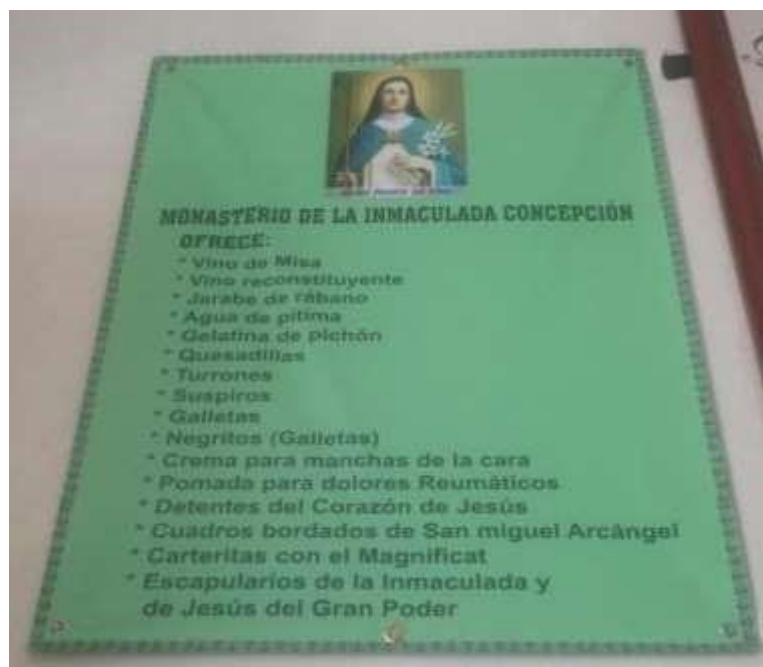 MONASTERIO DE LA INMACULADA CONCEPCIÓN
OFRECE:
* Vino de Misa
* Vino reconstituyente
* Jarabe de rábano
* Agua de pítima
* Gelatina de pichón
* Quesadillas
* Turrones
* Suspiros
* Galletas
* Negritos (Galletas)
* Crema para manchas de la cara
* Pomada para dolores Reumáticos
* Detentes del Corazón de Jesús
* Cuadros bordados de San miguel Arcángel
* Carteritas con el Magnificat
* Escapularios de la Inmaculada y
de Jesús del Gran Poder